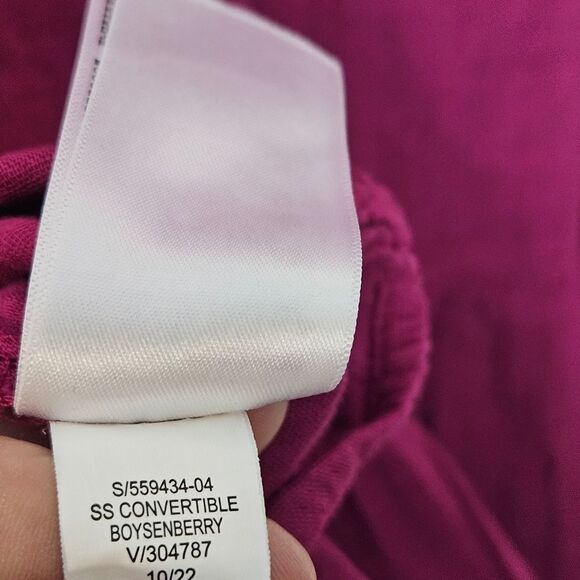 S/559434-04
SS CONVERTIBLE
BOYSENBERRY
V/304787
10/22